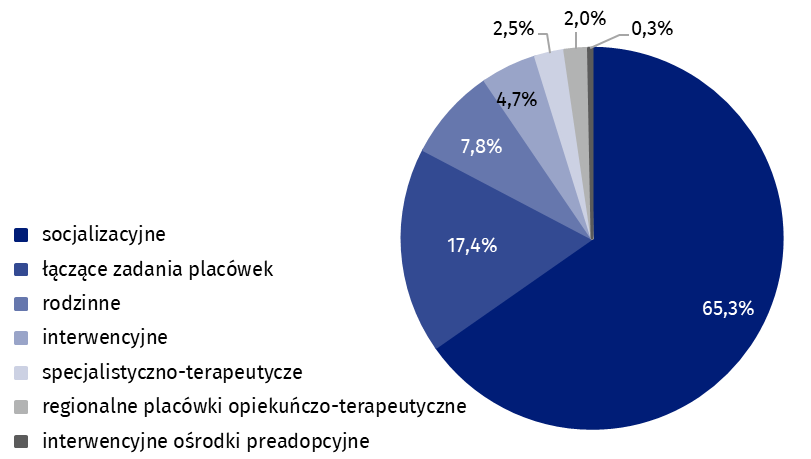 2,5%
2,0%
0,3%
4,7%
7,8%
17,4%
65,3%
socjalizacyjne
łączące zadania placówek
rodzinne
interwencyjne
specjalistyczno-terapeutycze
regionalne placówki opiekuńczo-terapeutyczne
interwencyjne ośrodki preadopcyjne